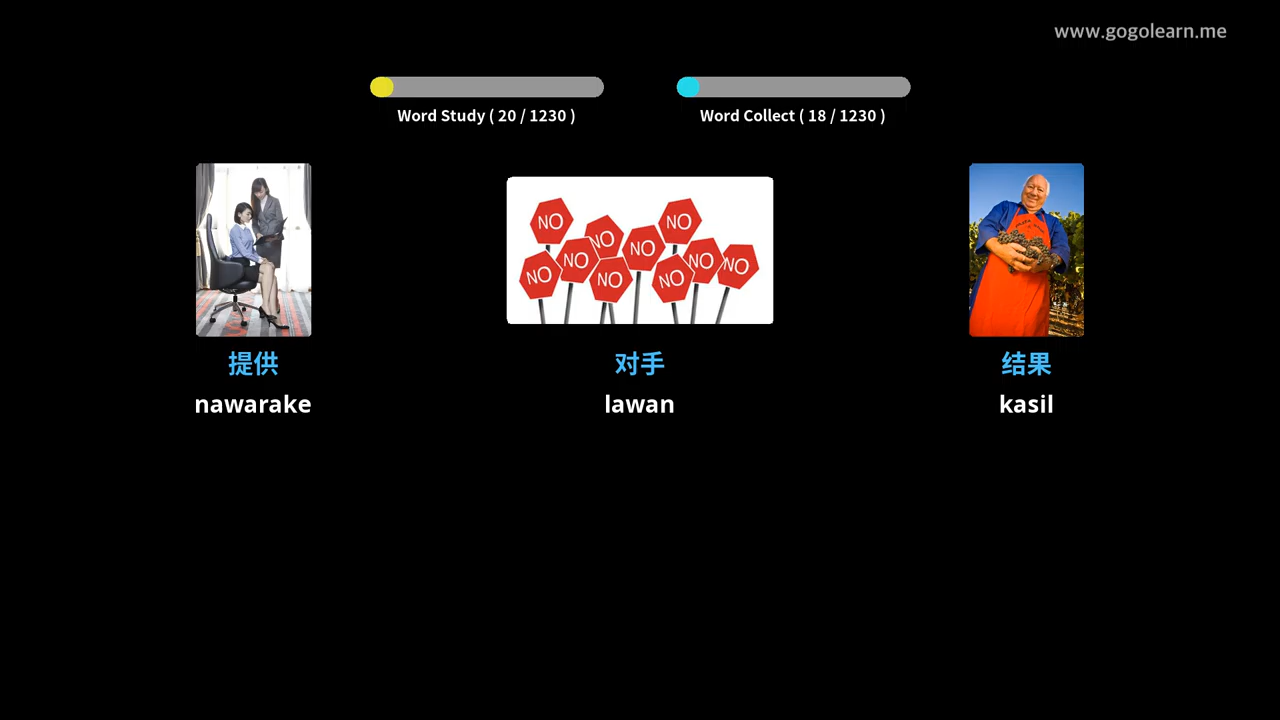 www.gogolearn.me
Word Study ( 20 / 1230 )
Word Collect ( 18 / 1230 )
NO
NO
NO
NO
NO
NO
NO
NO
NO
NO
提供
对手
结果
nawarake
lawan
kasil